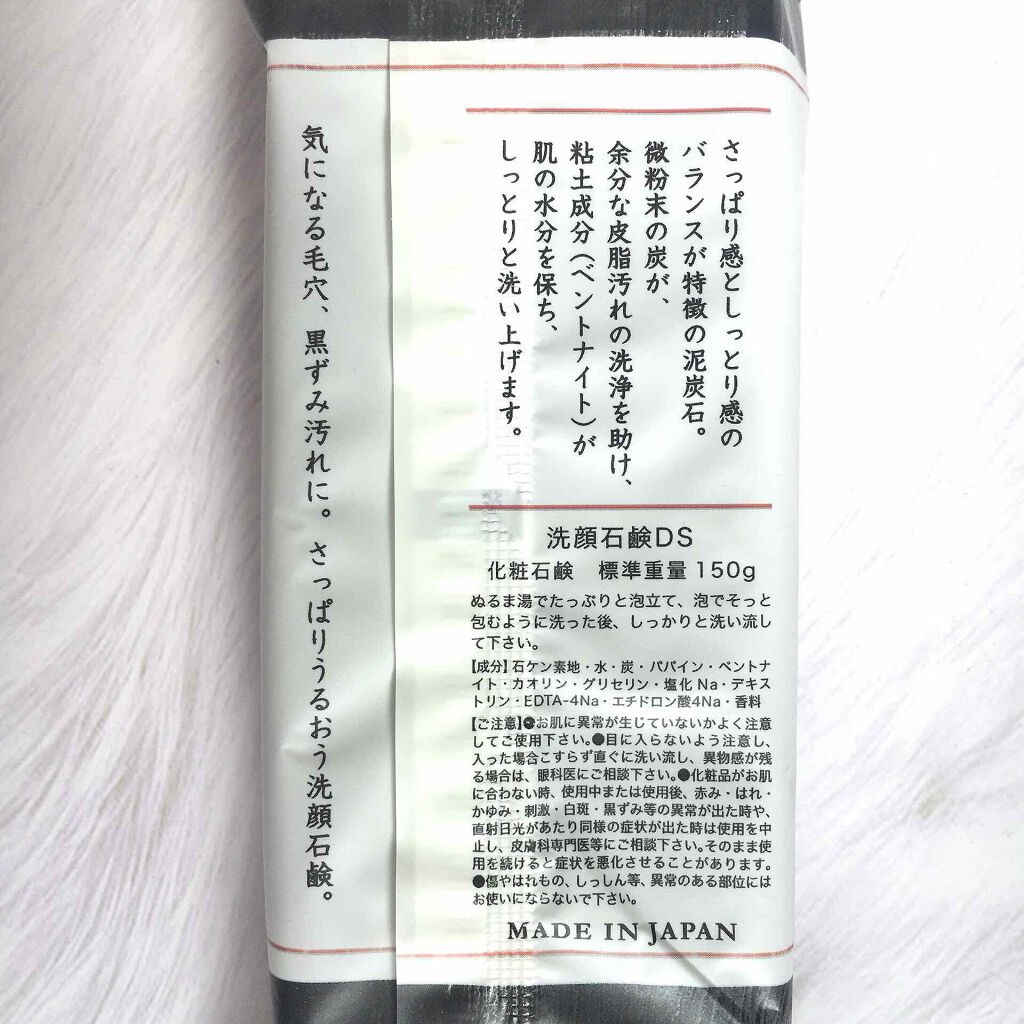 さっぱり感としっとり感の
バランスが特徴の泥炭石。
微粉末の炭が、
余分な皮脂汚れの洗浄を助け、
粘土成分（ベントナイト）が
肌の水分を保ち、
しっとりと洗い上げます。
気になる毛穴、黒ずみ汚れに。さっぱりうるおう洗顔石鹸。
洗顔石鹸DS
化粧石鹸　標準重量 150g
ぬるま湯でたっぷりと泡立て、泡でそっと
包むように洗った後、しっかりと洗い流し
て下さい。
【成分】石ケン素地・水・炭・パパイン・ベントナ
イト・カオリン・グリセリン・塩化 Na・デキス
トリン・EDTA-4Na・エチドロン酸4Na・香料
【ご注意】●お肌に異常が生じていないかよく注意
してご使用下さい。●目に入らないよう注意し、
入った場合こすらず直ぐに洗い流し、異物感が残
る場合は、眼科医にご相談下さい。●化粧品がお肌
に合わない時、使用中または使用後、赤み・はれ・
かゆみ・刺激・白斑・黒ずみ等の異常が出た時や、
直射日光があたり同様の症状が出た時は使用を中
止し、皮膚科専門医等にご相談下さい。そのまま使
用を続けると症状を悪化させることがあります。
●傷やはれもの、しっしん等、異常のある部位には
お使いにならないで下さい。
MADE IN JAPAN